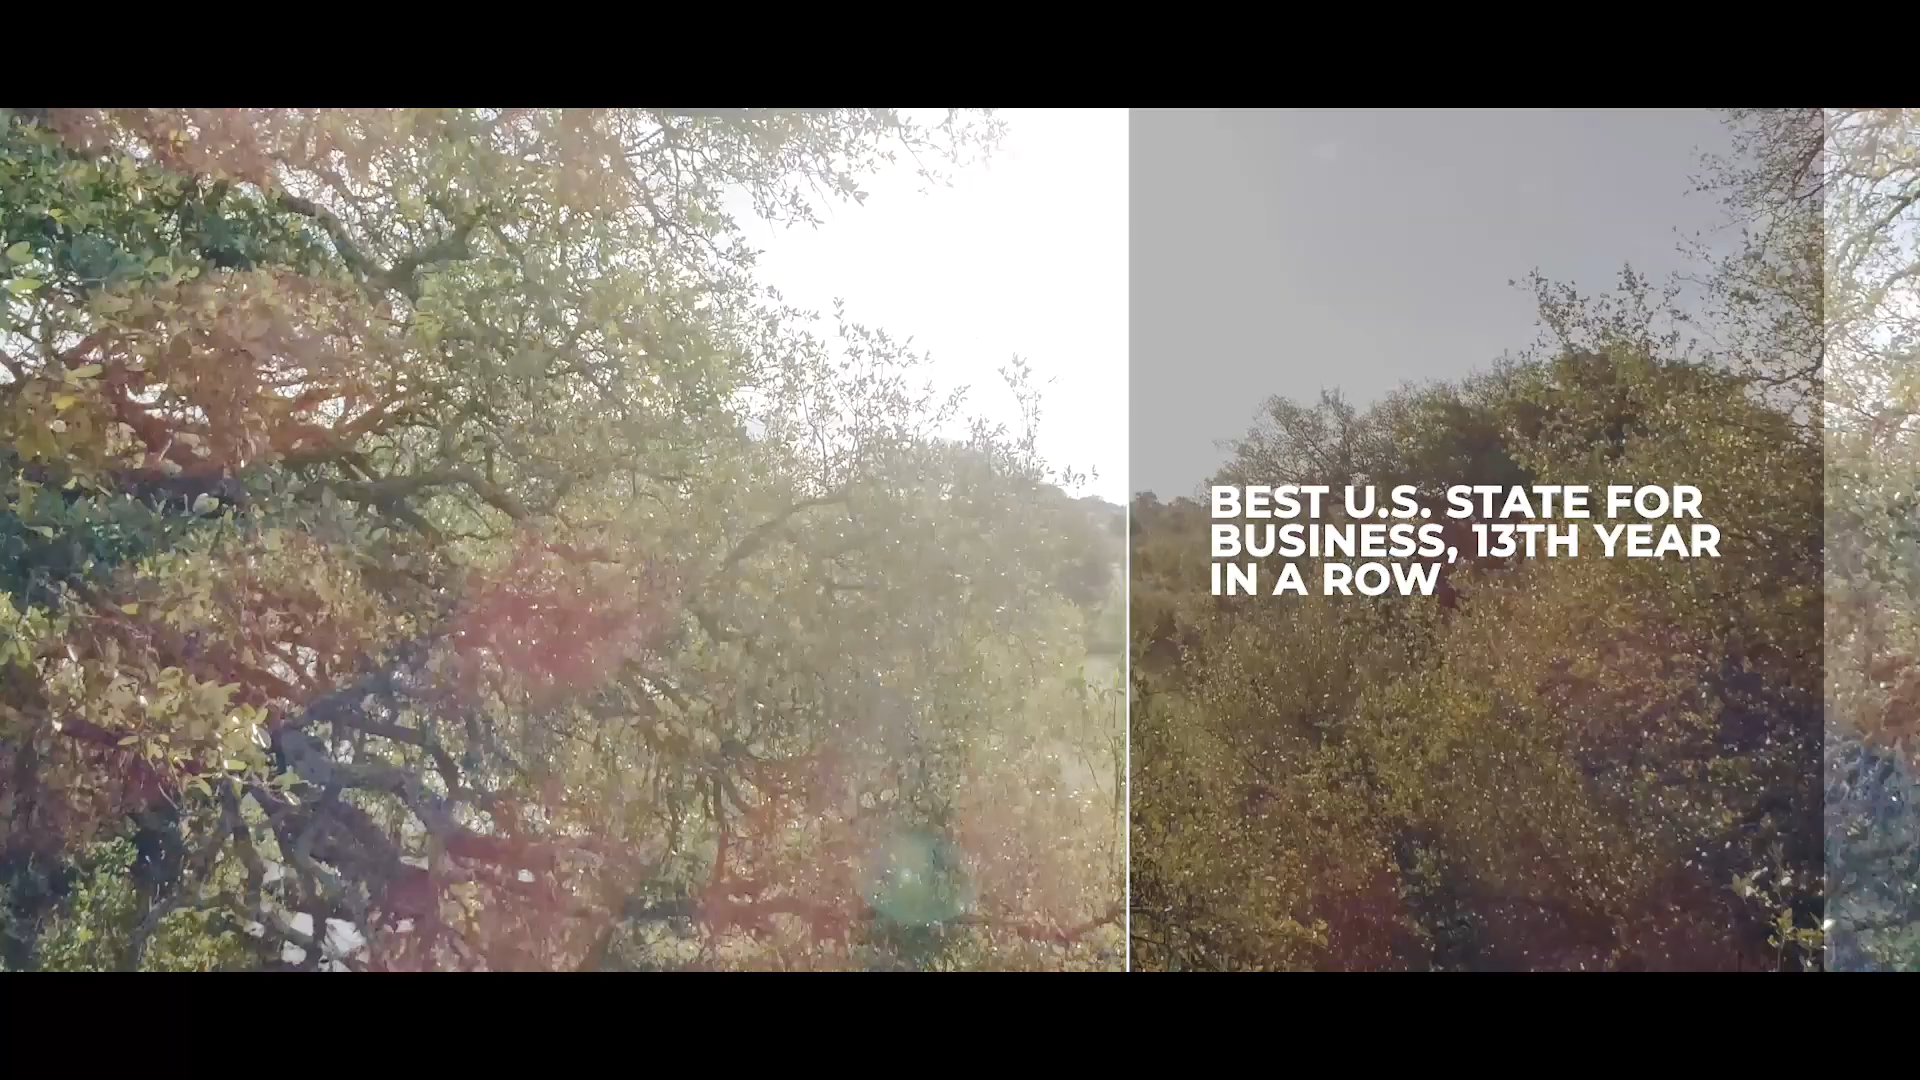 BEST U.S. STATE FOR
BUSINESS, 13TH YEAR
IN A ROW